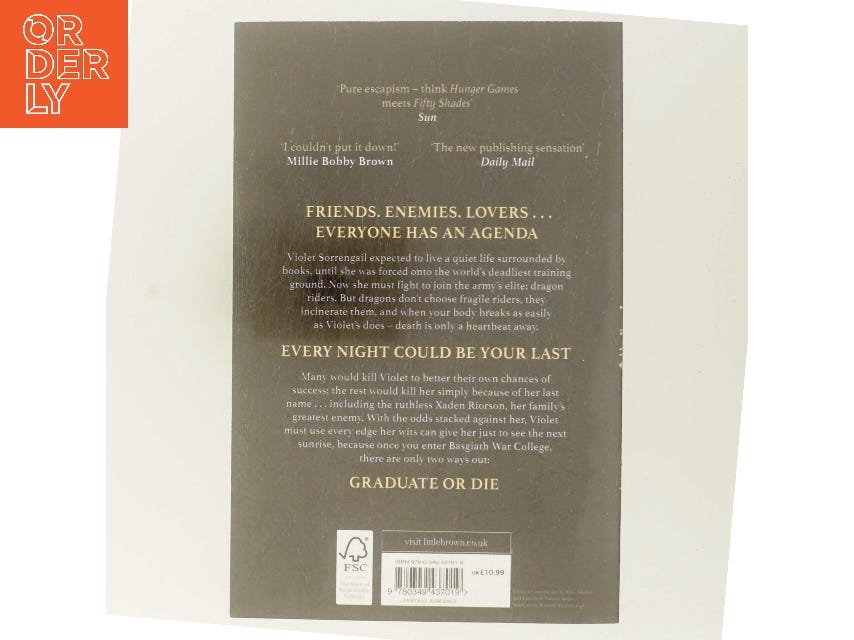 ORDERLY
'Pure escapism – think Hunger Games
meets Fifty Shades'
Sun
'I couldn't put it down!'
Millie Bobby Brown
'The new publishing sensation'
Daily Mail
FRIENDS. ENEMIES. LOVERS . . .
EVERYONE HAS AN AGENDA
Violet Sorrengail expected to live a quiet life surrounded by
books, until she was forced onto the world's deadliest training
ground. Now she must fight to join the army's elite: dragon
riders. But dragons don't choose fragile riders, they
incinerate them, and when your body breaks as easily
as Violet's does – death is only a heartbeat away.
EVERY NIGHT COULD BE YOUR LAST
Many would kill Violet to better their own chances of
success; the rest would kill her simply because of her last
name . . . including the ruthless Xaden Riorson, her family's
greatest enemy. With the odds stacked against her, Violet
must use every edge her wits can give her just to see the next
sunrise, because once you enter Basgiath War College,
there are only two ways out:
GRADUATE OR DIE
FSC
visit littlebrown.co.uk
UK £10.99
9 780349 437019 >
FANTASY ROMANCE